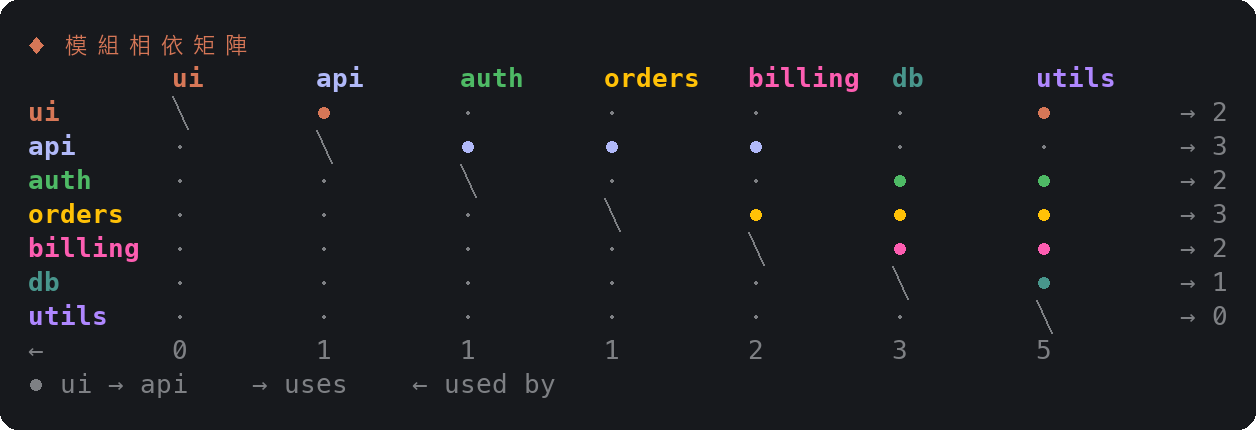 ♦ 模組相依矩陣
ui api auth orders billing db utils
ui ╲ ● · · · · ● → 2
api · ╲ ● ● ● · · → 3
auth · · ╲ · · ● ● → 2
orders · · · ╲ ● ● ● → 3
billing · · · · ╲ ● ● → 2
db · · · · · ╲ ● → 1
utils · · · · · · ╲ → 0
← 0 1 1 1 2 3 5
● ui → api → uses ← used by